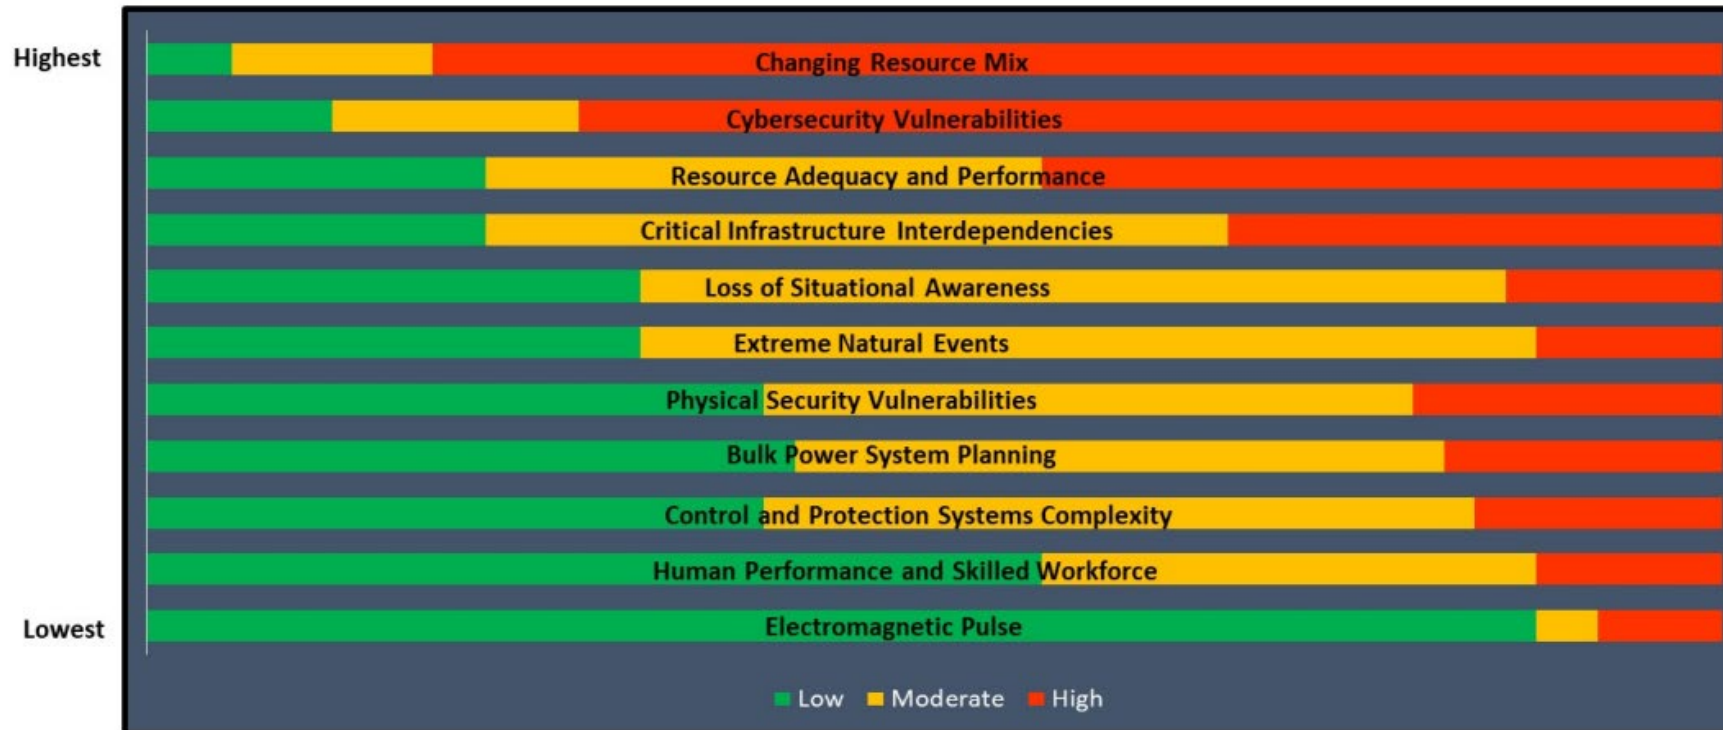 Highest
Changing Resource Mix
Cybersecurity Vulnerabilities
Resource Adequacy and Performance
Critical Infrastructure Interdependencies
Loss of Situational Awareness
Extreme Natural Events
Physical Security Vulnerabilities
Bulk Power System Planning
Control and Protection Systems Complexity
Human Performance and Skilled Workforce
Lowest
Electromagnetic Pulse
Low Moderate High